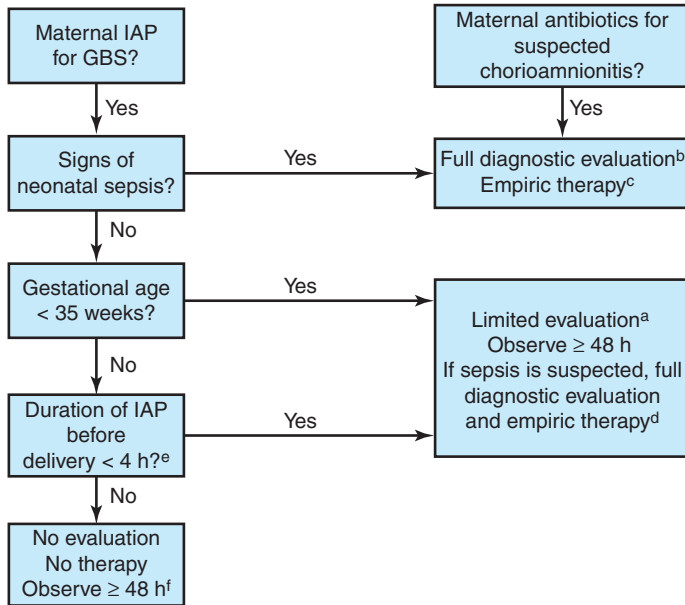 Maternal IAP
for GBS?
Maternal antibiotics for
suspected
chorioamnionitis?
Yes
Yes
Signs of
neonatal sepsis?
Yes
Full diagnostic evaluationᵇ
Empiric therapyᶜ
No
Gestational age
< 35 weeks?
Yes
Limited evaluationᵃ
Observe ≥ 48 h
If sepsis is suspected, full
diagnostic evaluation
and empiric therapyᵈ
No
Duration of IAP
before
delivery < 4 h?ᵉ
Yes
No
No evaluation
No therapy
Observe ≥ 48 hᶠ